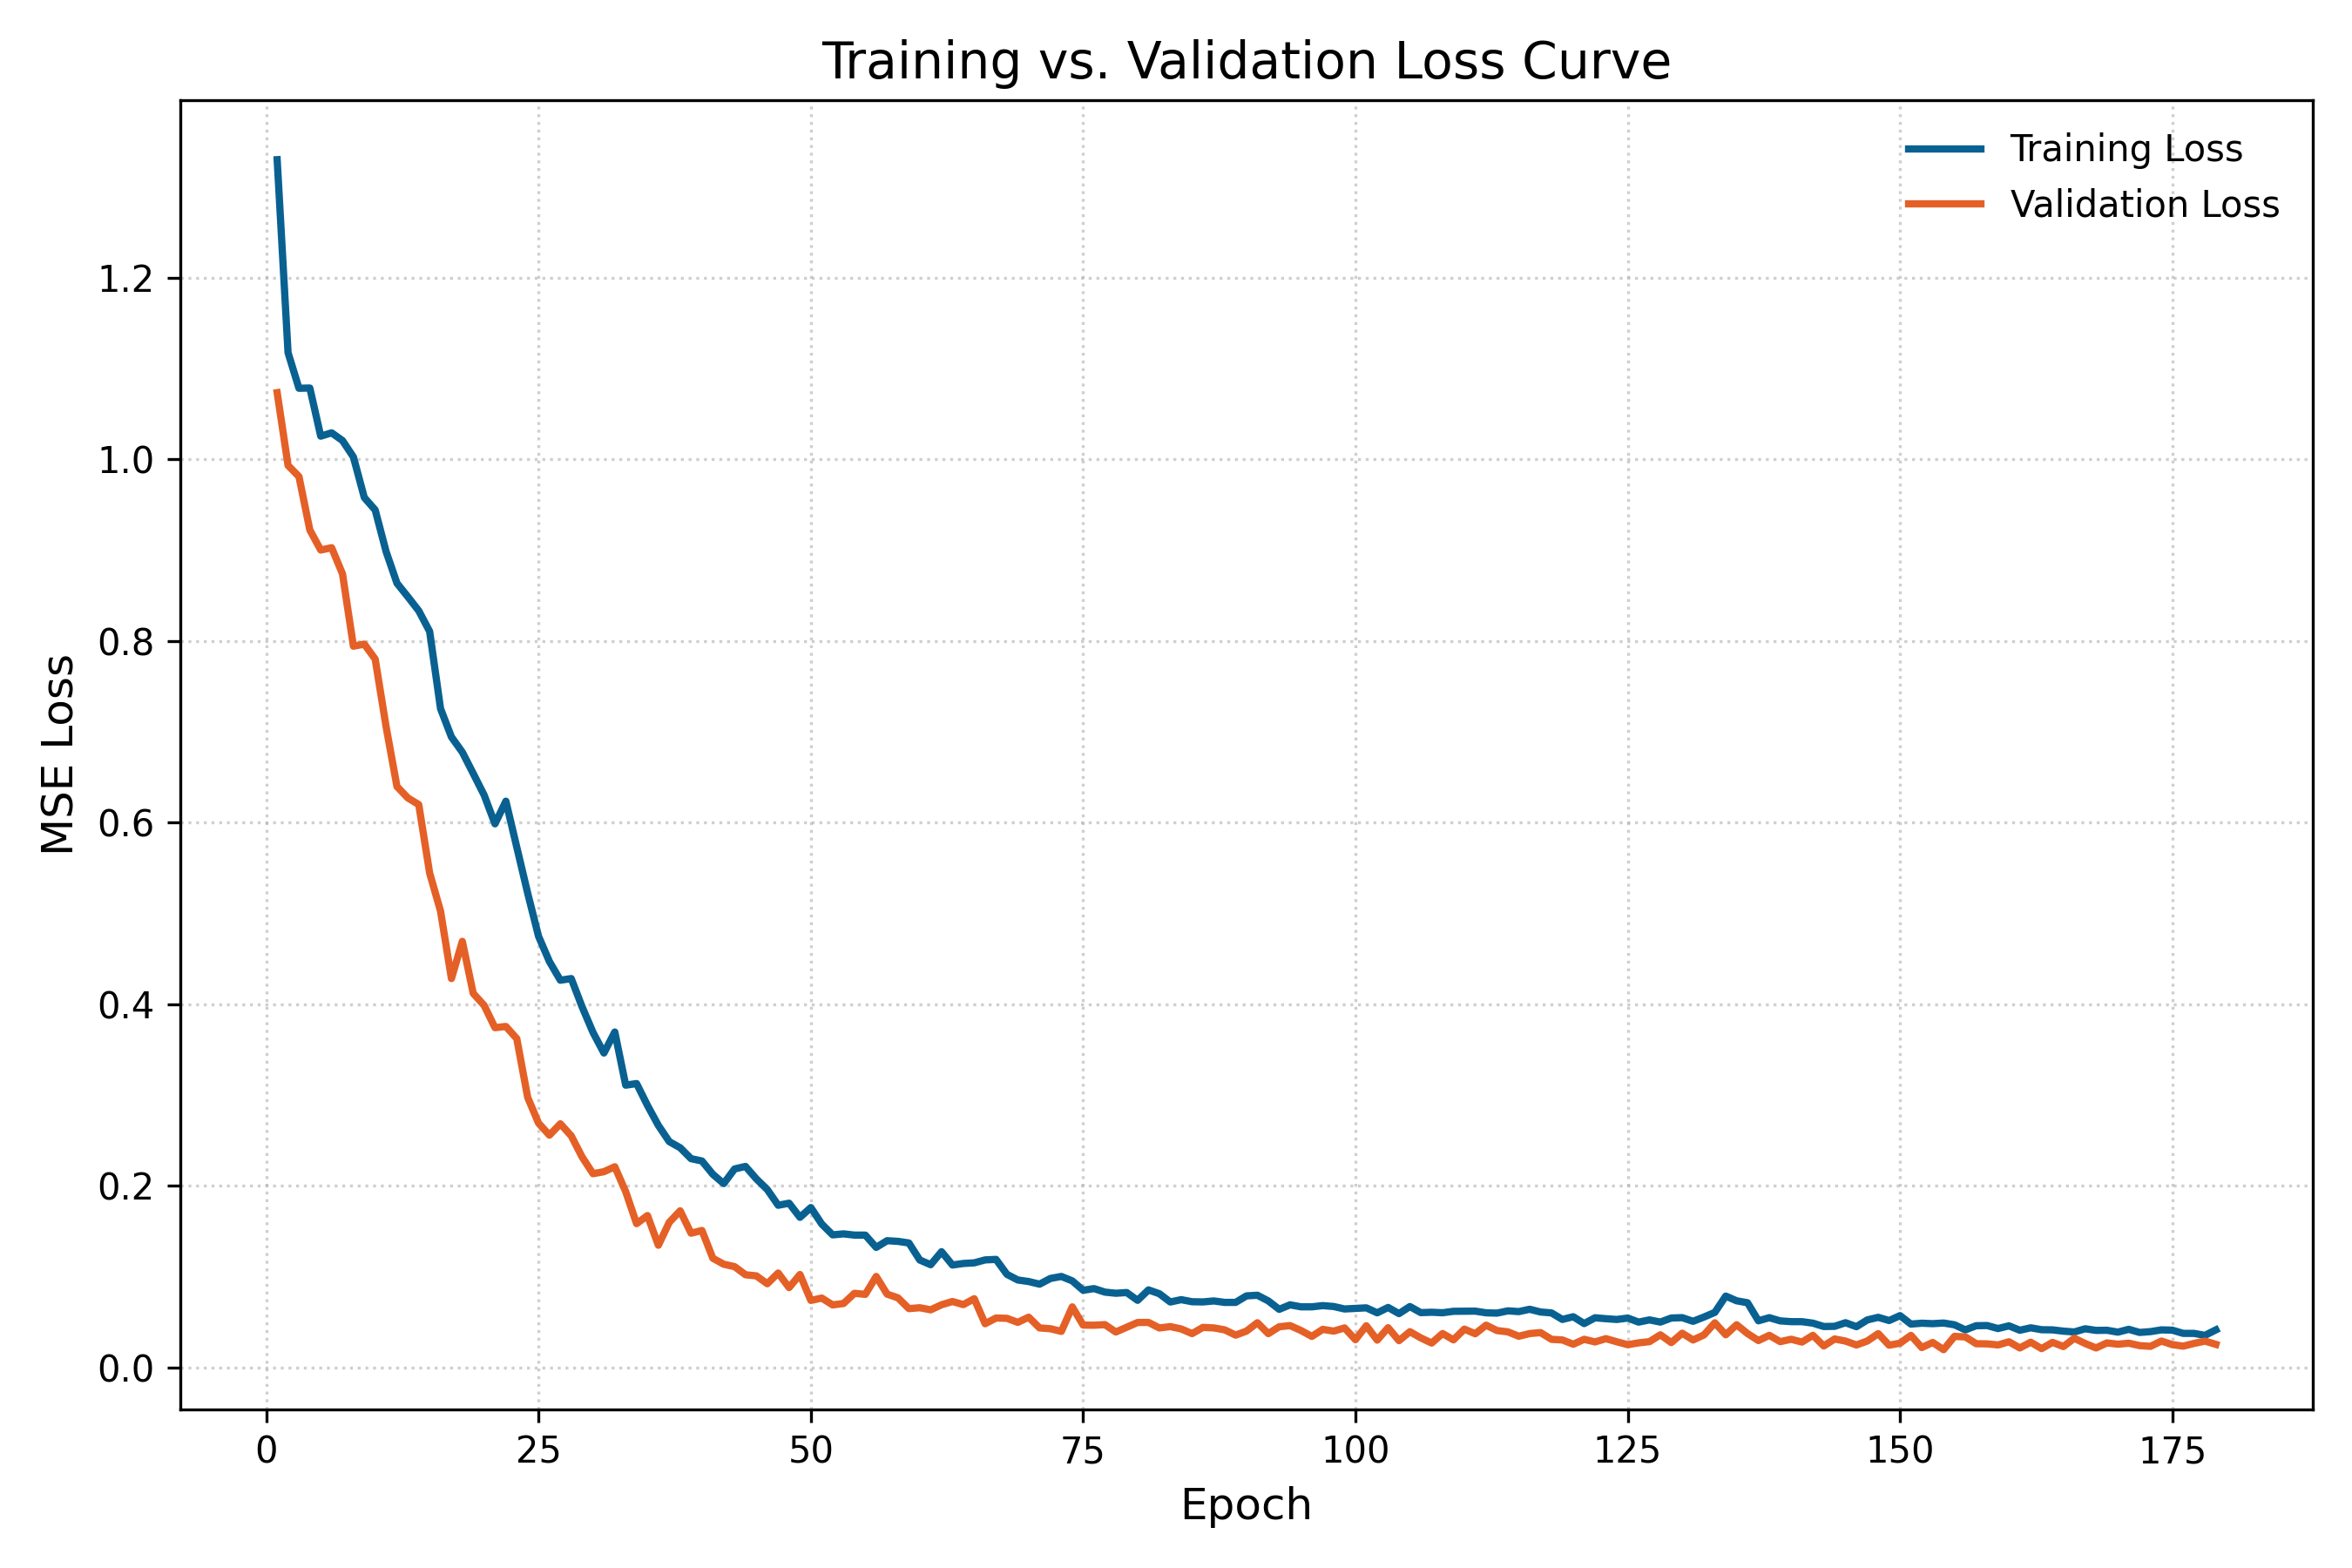 Training vs. Validation Loss Curve
Training Loss
Validation Loss
MSE Loss
1.2
1.0
0.8
0.6
0.4
0.2
0.0
0 25 50 75 100 125 150 175
Epoch